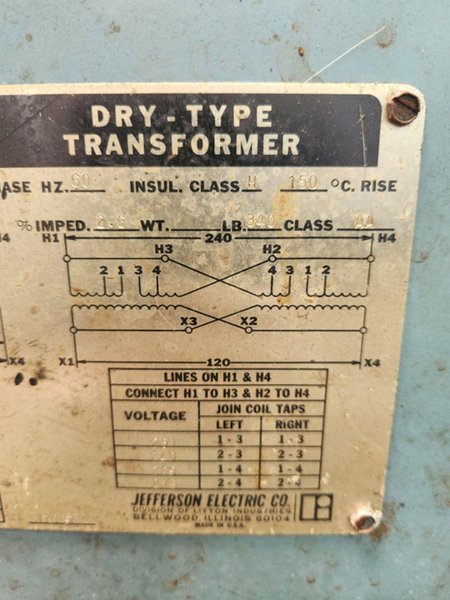 DRY-TYPE
TRANSFORMER
ASE HZ. 60 INSUL. CLASS H 150 °C. RISE
% IMPED. WT. LB. 340 CLASS AA
H1 240 H4
H3 H2
2 1 3 4 4 3 1 2
X3 X2
X4 X1 120 X4
LINES ON H1 & H4
CONNECT H1 TO H3 & H2 TO H4
VOLTAGE JOIN COIL TAPS
LEFT RIGHT
1-3 1-3
2-3 2-3
1-4 1-4
2-4 2-4
JEFFERSON ELECTRIC CO.
DIVISION OF LITTON INDUSTRIES
BELLWOOD, ILLINOIS 60104
MADE IN U.S.A.